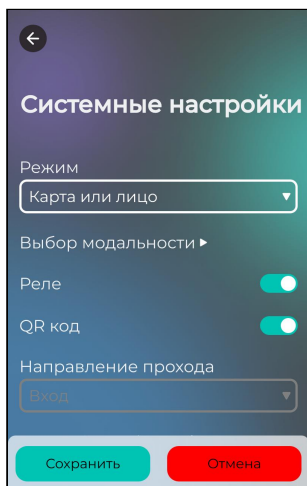 Системные настройки
Режим
Карта или лицо
Выбор модальности
Реле
QR код
Направление прохода
Вход
Сохранить
Отмена